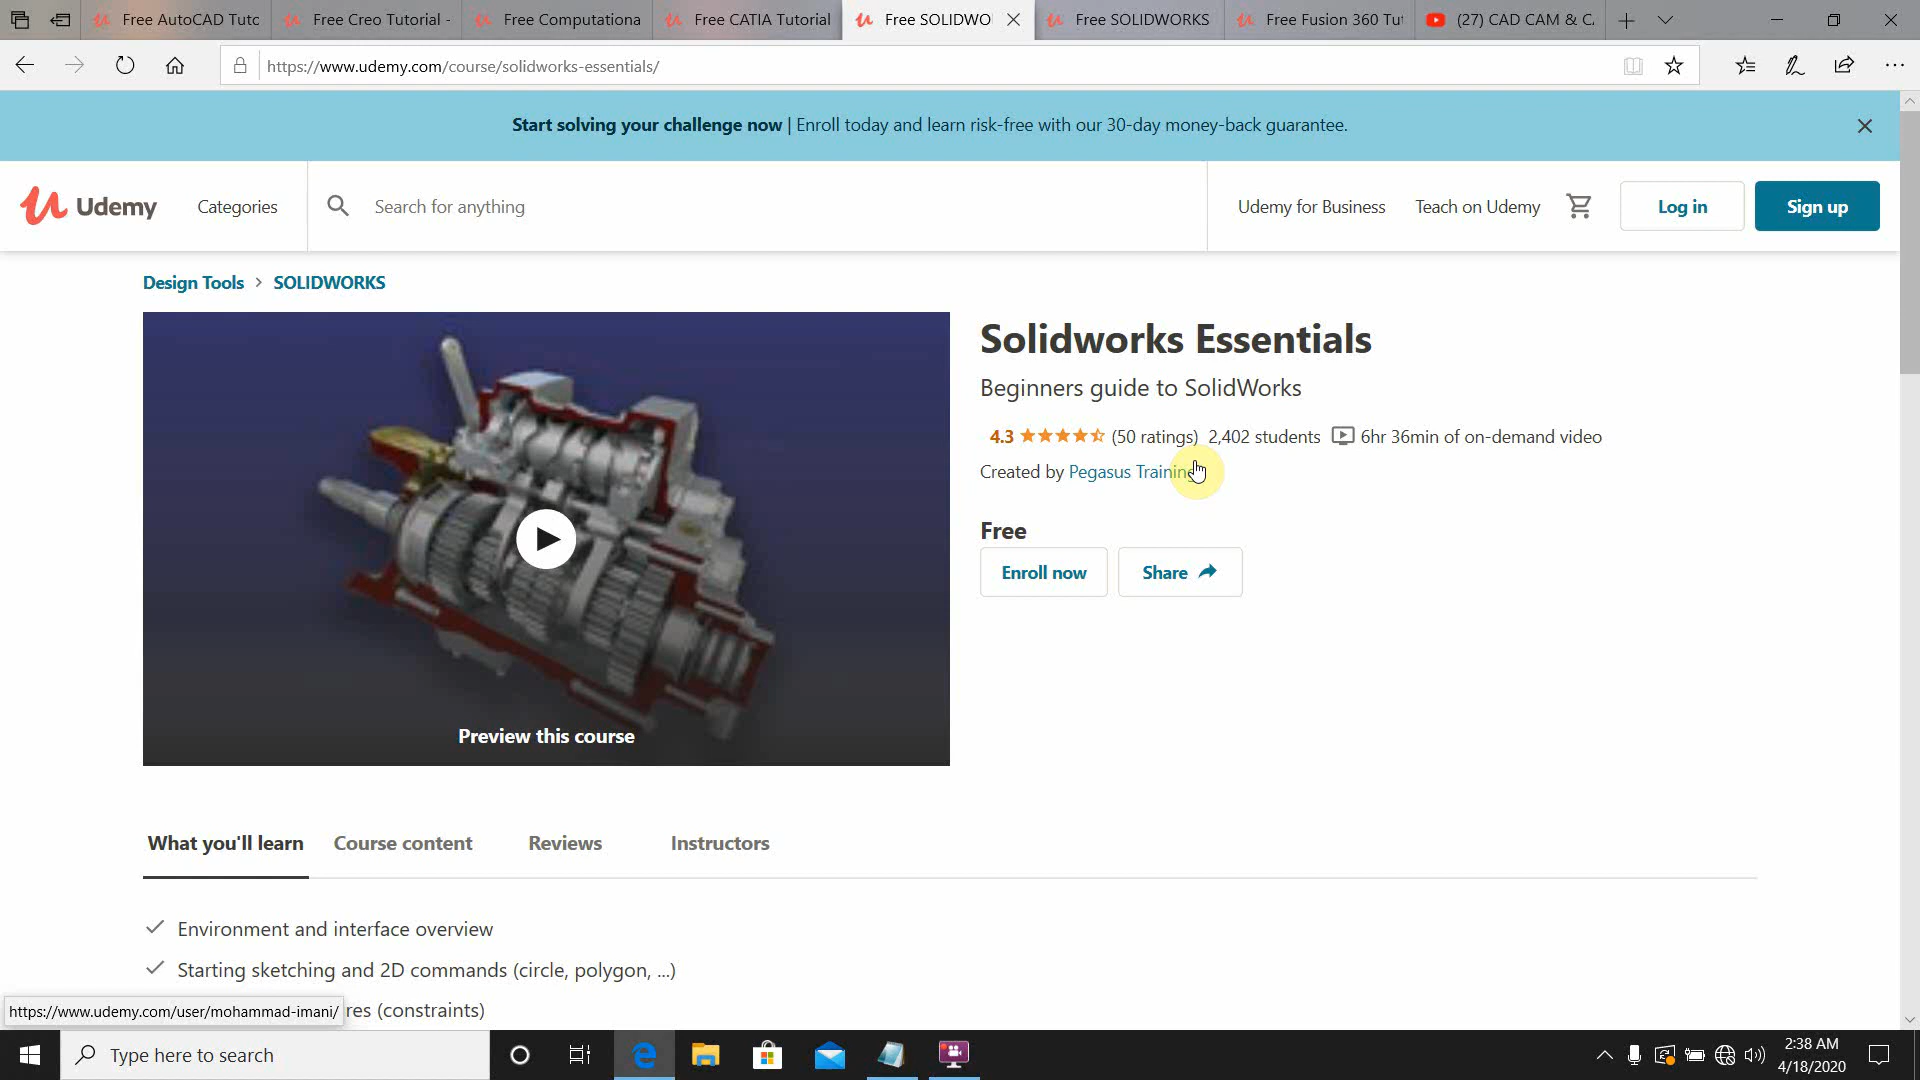 Free AutoCAD Tuto
Free Creo Tutorial -
Free Computationa
Free CATIA Tutorial
Free SOLIDWO
Free SOLIDWORKS
Free Fusion 360 Tut
(27) CAD CAM & C
https://www.udemy.com/course/solidworks-essentials/
Start solving your challenge now | Enroll today and learn risk-free with our 30-day money-back guarantee.
Udemy
Categories
Search for anything
Udemy for Business
Teach on Udemy
Log in
Sign up
Design Tools > SOLIDWORKS
Solidworks Essentials
Beginners guide to SolidWorks
4.3 (50 ratings) 2,402 students 6hr 36min of on-demand video
Created by Pegasus Training
Free
Enroll now
Share
Preview this course
What you'll learn
Course content
Reviews
Instructors
Environment and interface overview
Starting sketching and 2D commands (circle, polygon, ...)
res (constraints)
https://www.udemy.com/user/mohammad-imani/
Type here to search
2:38 AM
4/18/2020